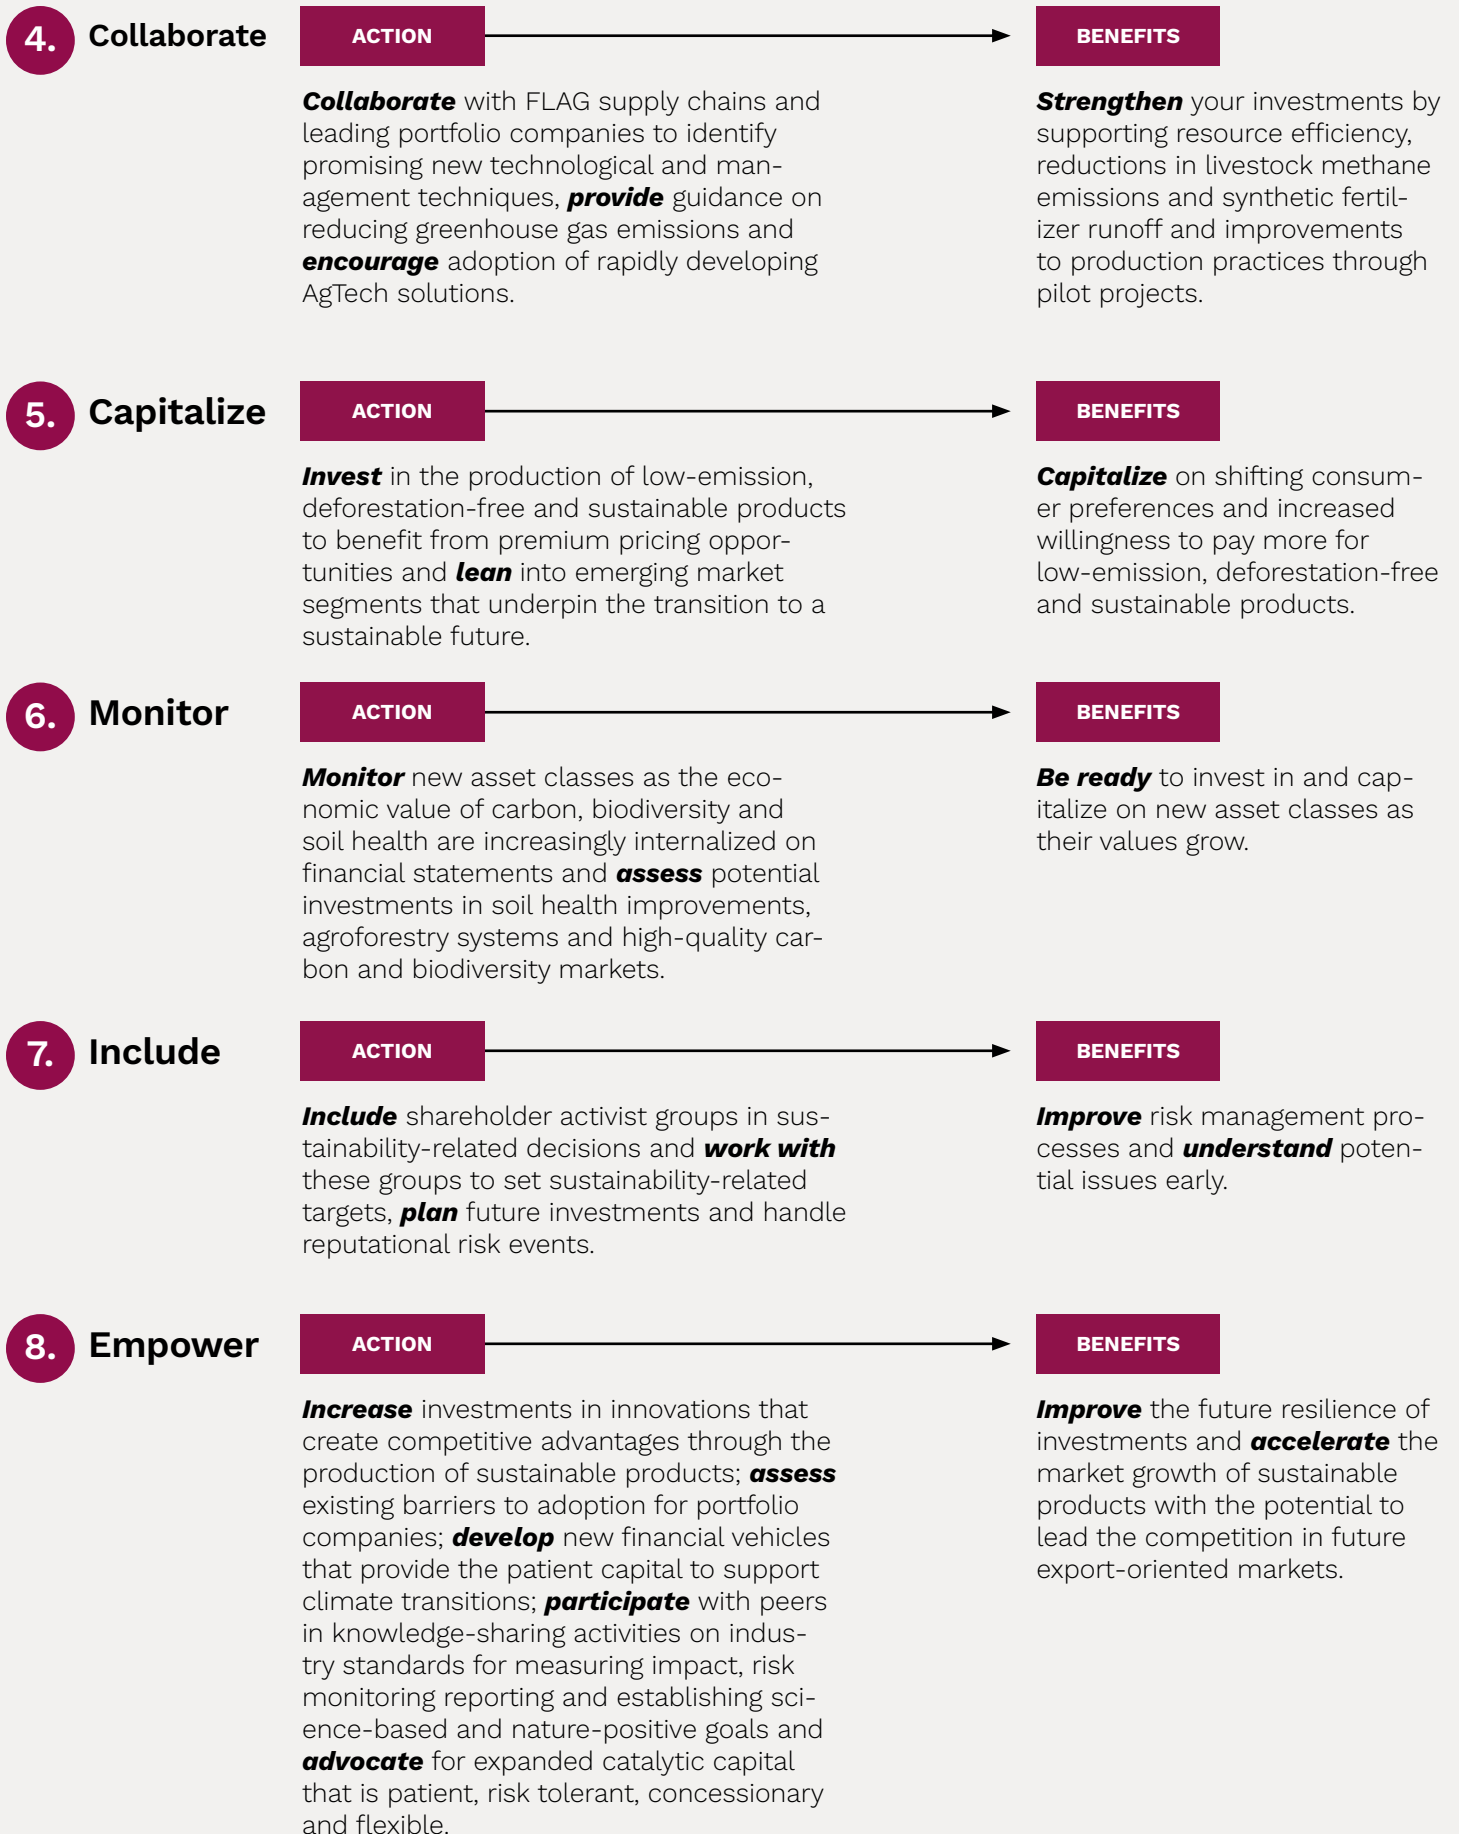 4. Collaborate
ACTION
Collaborate with FLAG supply chains and
leading portfolio companies to identify
promising new technological and man-
agement techniques, provide guidance on
reducing greenhouse gas emissions and
encourage adoption of rapidly developing
AgTech solutions.
BENEFITS
Strengthen your investments by
supporting resource efficiency,
reductions in livestock methane
emissions and synthetic fertil-
izer runoff and improvements
to production practices through
pilot projects.
5. Capitalize
ACTION
Invest in the production of low-emission,
deforestation-free and sustainable products
to benefit from premium pricing oppor-
tunities and lean into emerging market
segments that underpin the transition to a
sustainable future.
BENEFITS
Capitalize on shifting consum-
er preferences and increased
willingness to pay more for
low-emission, deforestation-free
and sustainable products.
6. Monitor
ACTION
Monitor new asset classes as the eco-
nomic value of carbon, biodiversity and
soil health are increasingly internalized on
financial statements and assess potential
investments in soil health improvements,
agroforestry systems and high-quality car-
bon and biodiversity markets.
BENEFITS
Be ready to invest in and cap-
italize on new asset classes as
their values grow.
7. Include
ACTION
Include shareholder activist groups in sus-
tainability-related decisions and work with
these groups to set sustainability-related
targets, plan future investments and handle
reputational risk events.
BENEFITS
Improve risk management pro-
cesses and understand poten-
tial issues early.
8. Empower
ACTION
Increase investments in innovations that
create competitive advantages through the
production of sustainable products; assess
existing barriers to adoption for portfolio
companies; develop new financial vehicles
that provide the patient capital to support
climate transitions; participate with peers
in knowledge-sharing activities on indus-
try standards for measuring impact, risk
monitoring reporting and establishing sci-
ence-based and nature-positive goals and
advocate for expanded catalytic capital
that is patient, risk tolerant, concessionary
and flexible.
BENEFITS
Improve the future resilience of
investments and accelerate the
market growth of sustainable
products with the potential to
lead the competition in future
export-oriented markets.